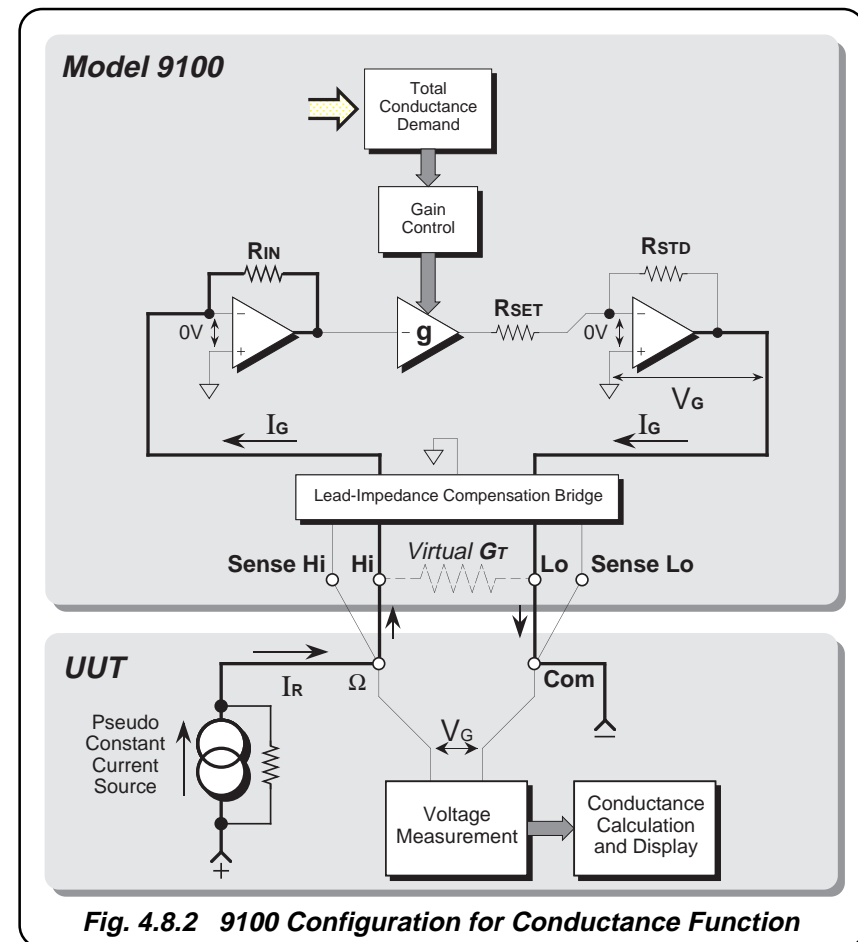 Model 9100
Total
Conductance
Demand
Gain
Control
RIN
RSTD
RSET
0V
−
+
− g
0V
−
+
VG
IG
IG
Lead-Impedance Compensation Bridge
Sense Hi
Hi
Virtual GT
Lo
Sense Lo
UUT
IR
Ω
Com
Pseudo
Constant
Current
Source
VG
−
Voltage
Measurement
Conductance
Calculation
and Display
+
Fig. 4.8.2 9100 Configuration for Conductance Function